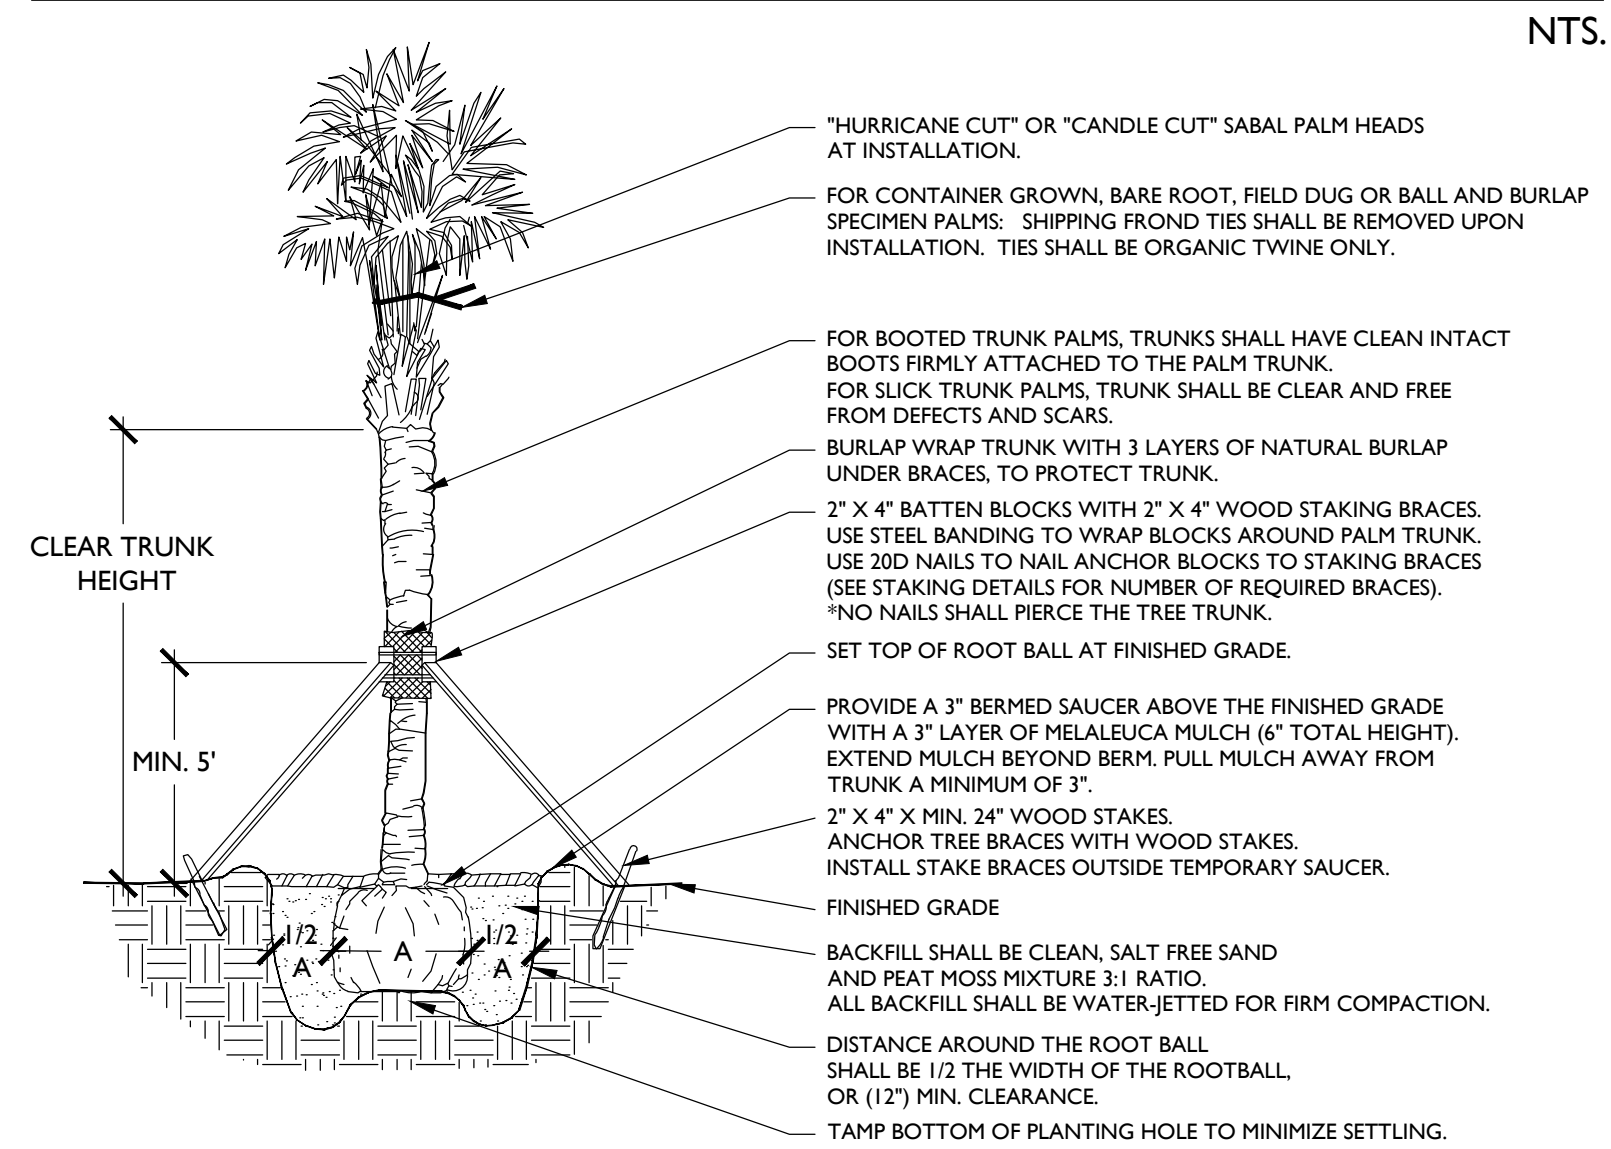 NTS.
"HURRICANE CUT" OR "CANDLE CUT" SABAL PALM HEADS
AT INSTALLATION.
FOR CONTAINER GROWN, BARE ROOT, FIELD DUG OR BALL AND BURLAP
SPECIMEN PALMS: SHIPPING FROND TIES SHALL BE REMOVED UPON
INSTALLATION. TIES SHALL BE ORGANIC TWINE ONLY.
FOR BOOTED TRUNK PALMS, TRUNKS SHALL HAVE CLEAN INTACT
BOOTS FIRMLY ATTACHED TO THE PALM TRUNK.
FOR SLICK TRUNK PALMS, TRUNK SHALL BE CLEAR AND FREE
FROM DEFECTS AND SCARS.
BURLAP WRAP TRUNK WITH 3 LAYERS OF NATURAL BURLAP
UNDER BRACES, TO PROTECT TRUNK.
2" X 4" BATTEN BLOCKS WITH 2" X 4" WOOD STAKING BRACES.
USE STEEL BANDING TO WRAP BLOCKS AROUND PALM TRUNK.
USE 20D NAILS TO NAIL ANCHOR BLOCKS TO STAKING BRACES
(SEE STAKING DETAILS FOR NUMBER OF REQUIRED BRACES).
*NO NAILS SHALL PIERCE THE TREE TRUNK.
SET TOP OF ROOT BALL AT FINISHED GRADE.
PROVIDE A 3" BERMED SAUCER ABOVE THE FINISHED GRADE
WITH A 3" LAYER OF MELALEUCA MULCH (6" TOTAL HEIGHT).
EXTEND MULCH BEYOND BERM. PULL MULCH AWAY FROM
TRUNK A MINIMUM OF 3".
2" X 4" X MIN. 24" WOOD STAKES.
ANCHOR TREE BRACES WITH WOOD STAKES.
INSTALL STAKE BRACES OUTSIDE TEMPORARY SAUCER.
FINISHED GRADE
BACKFILL SHALL BE CLEAN, SALT FREE SAND
AND PEAT MOSS MIXTURE 3:1 RATIO.
ALL BACKFILL SHALL BE WATER-JETTED FOR FIRM COMPACTION.
DISTANCE AROUND THE ROOT BALL
SHALL BE 1/2 THE WIDTH OF THE ROOTBALL,
OR (12") MIN. CLEARANCE.
TAMP BOTTOM OF PLANTING HOLE TO MINIMIZE SETTLING.
CLEAR TRUNK
HEIGHT
MIN. 5'
1/2
A
A
1/2
A